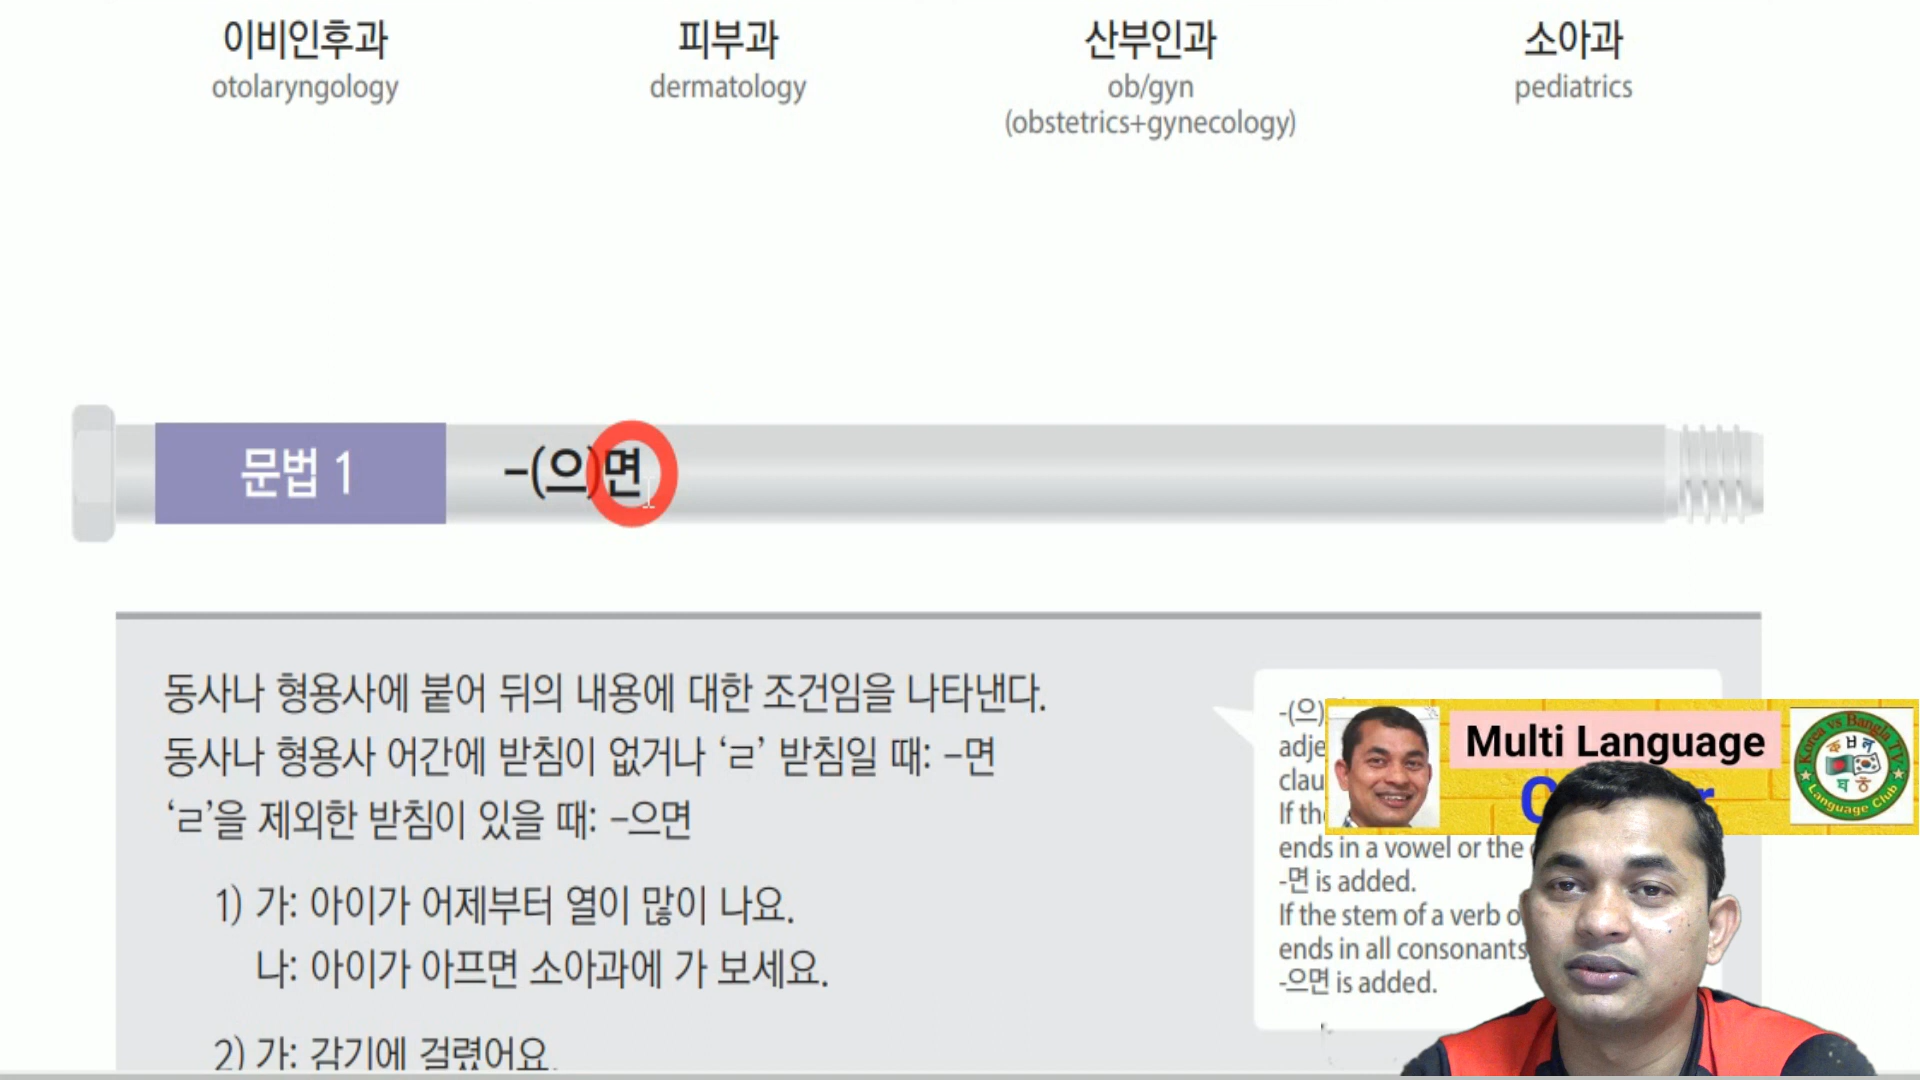 이비인후과
otolaryngology
피부과
dermatology
산부인과
ob/gyn
(obstetrics+gynecology)
소아과
pediatrics
문법 1
-(으)면
동사나 형용사에 붙어 뒤의 내용에 대한 조건임을 나타낸다.
동사나 형용사 어간에 받침이 없거나 ‘ㄹ’ 받침일 때: -면
‘ㄹ’을 제외한 받침이 있을 때: -으면
1) 가: 아이가 어제부터 열이 많이 나요.
나: 아이가 아프면 소아과에 가 보세요.
2) 가: 감기에 걸렸어요.
-(으)
If
ends in a vowel or the
-면 is added.
If the stem of a verb
ends in all consonants
-으면 is added.
Multi Language
Korea vs Bangla TV
Language Club